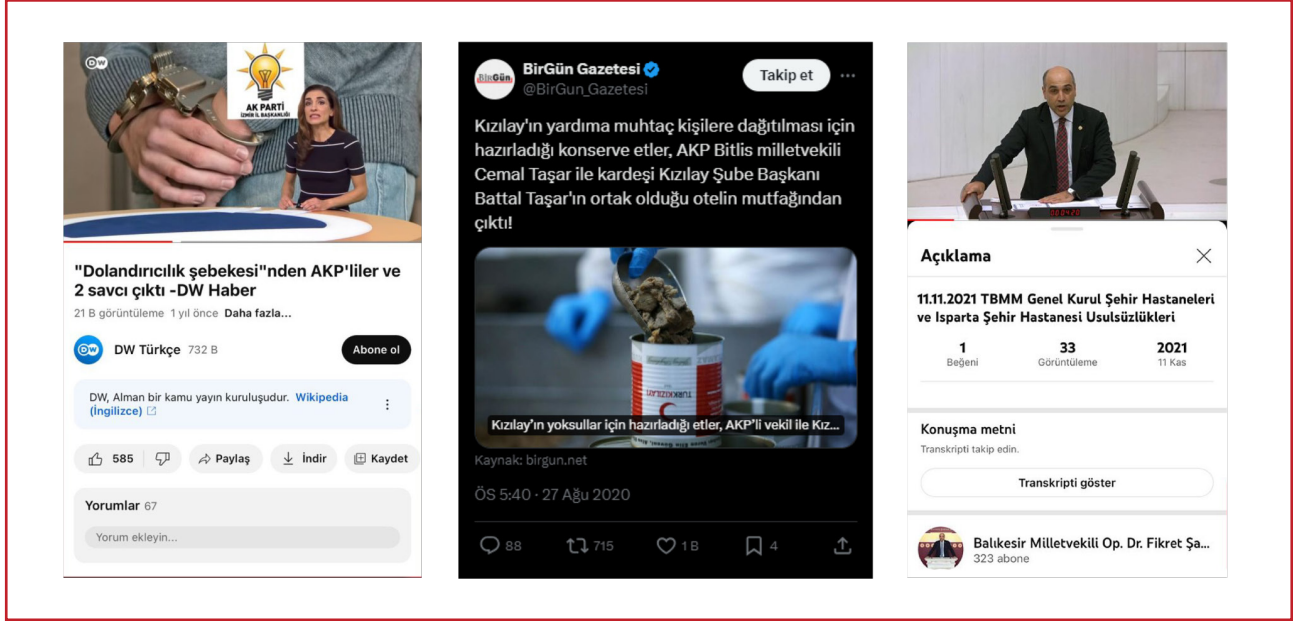 DW
AK PARTİ
İZMİR İL BAŞKANLIĞI
"Dolandırıcılık şebekesi"nden AKP'liler ve
2 savcı çıktı -DW Haber
21 B görüntüleme 1 yıl önce Daha fazla...
DW
DW Türkçe 732 B
Abone ol
DW, Alman bir kamu yayın kuruluşudur. Wikipedia
(İngilizce)
585
Paylaş
İndir
Kaydet
Yorumlar 67
Yorum ekleyin...
BirGün
BirGün Gazetesi
@BirGun_Gazetesi
Takip et
Kızılay'ın yardıma muhtaç kişilere dağıtılması için
hazırladığı konserve etler, AKP Bitlis milletvekili
Cemal Taşar ile kardeşi Kızılay Şube Başkanı
Battal Taşar'ın ortak olduğu otelin mutfağından
çıktı!
TÜRKKIZILAYI
Kızılay'ın yoksullar için hazırladığı etler, AKP'li vekil ile Kız...
Kaynak: birgun.net
ÖS 5:40 · 27 Ağu 2020
88
715
1 B
4
Açıklama
11.11.2021 TBMM Genel Kurul Şehir Hastaneleri
ve Isparta Şehir Hastanesi Usulsüzlükleri
1 33 2021
Beğeni Görüntüleme 11 Kas
Konuşma metni
Transkripti takip edin.
Transkripti göster
Balıkesir Milletvekili Op. Dr. Fikret Şa...
323 abone